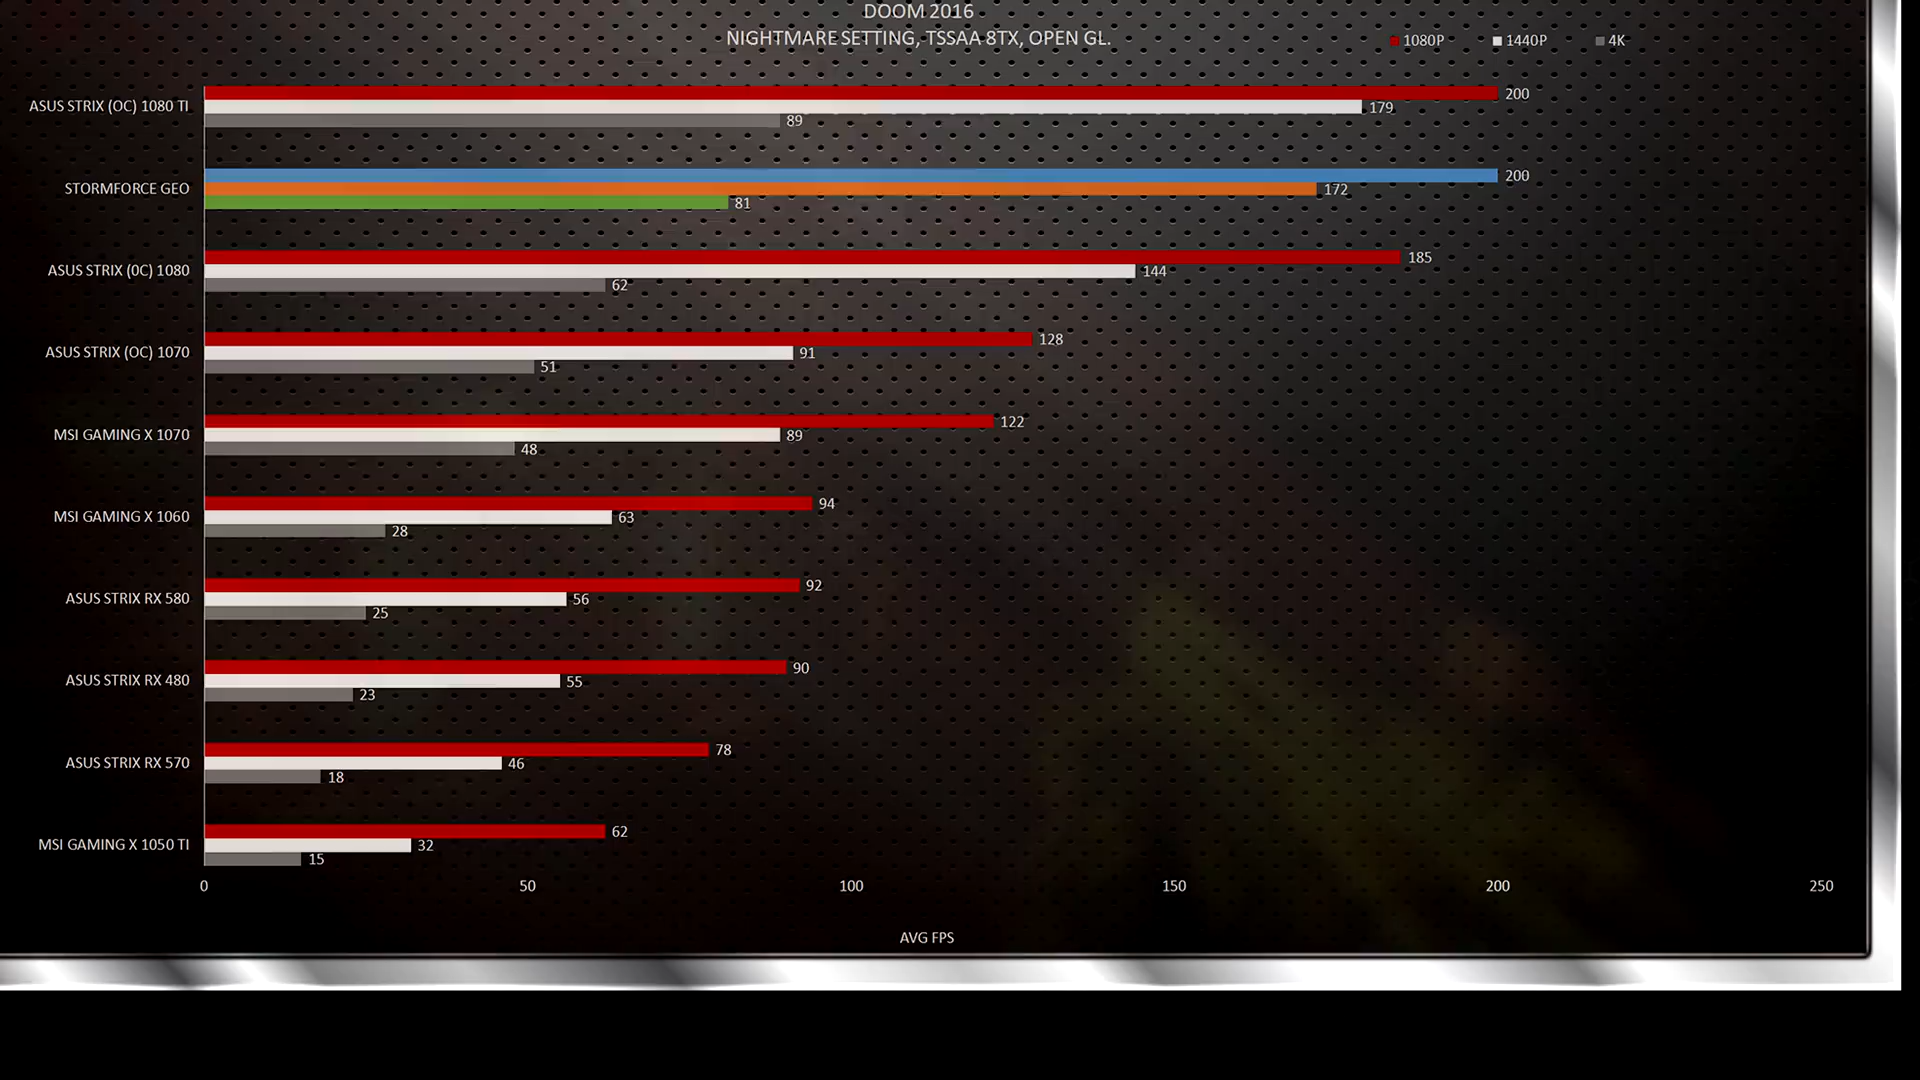 DOOM 2016
NIGHTMARE SETTING, TSSAA 8TX, OPEN GL.
1080P 1440P 4K
ASUS STRIX (OC) 1080 TI
200
179
89
STORMFORCE GEO
200
172
81
ASUS STRIX (0C) 1080
185
144
62
ASUS STRIX (OC) 1070
128
91
51
MSI GAMING X 1070
122
89
48
MSI GAMING X 1060
94
63
28
ASUS STRIX RX 580
92
56
25
ASUS STRIX RX 480
90
55
23
ASUS STRIX RX 570
78
46
18
MSI GAMING X 1050 TI
62
32
15
0 50 100 150 200 250
AVG FPS